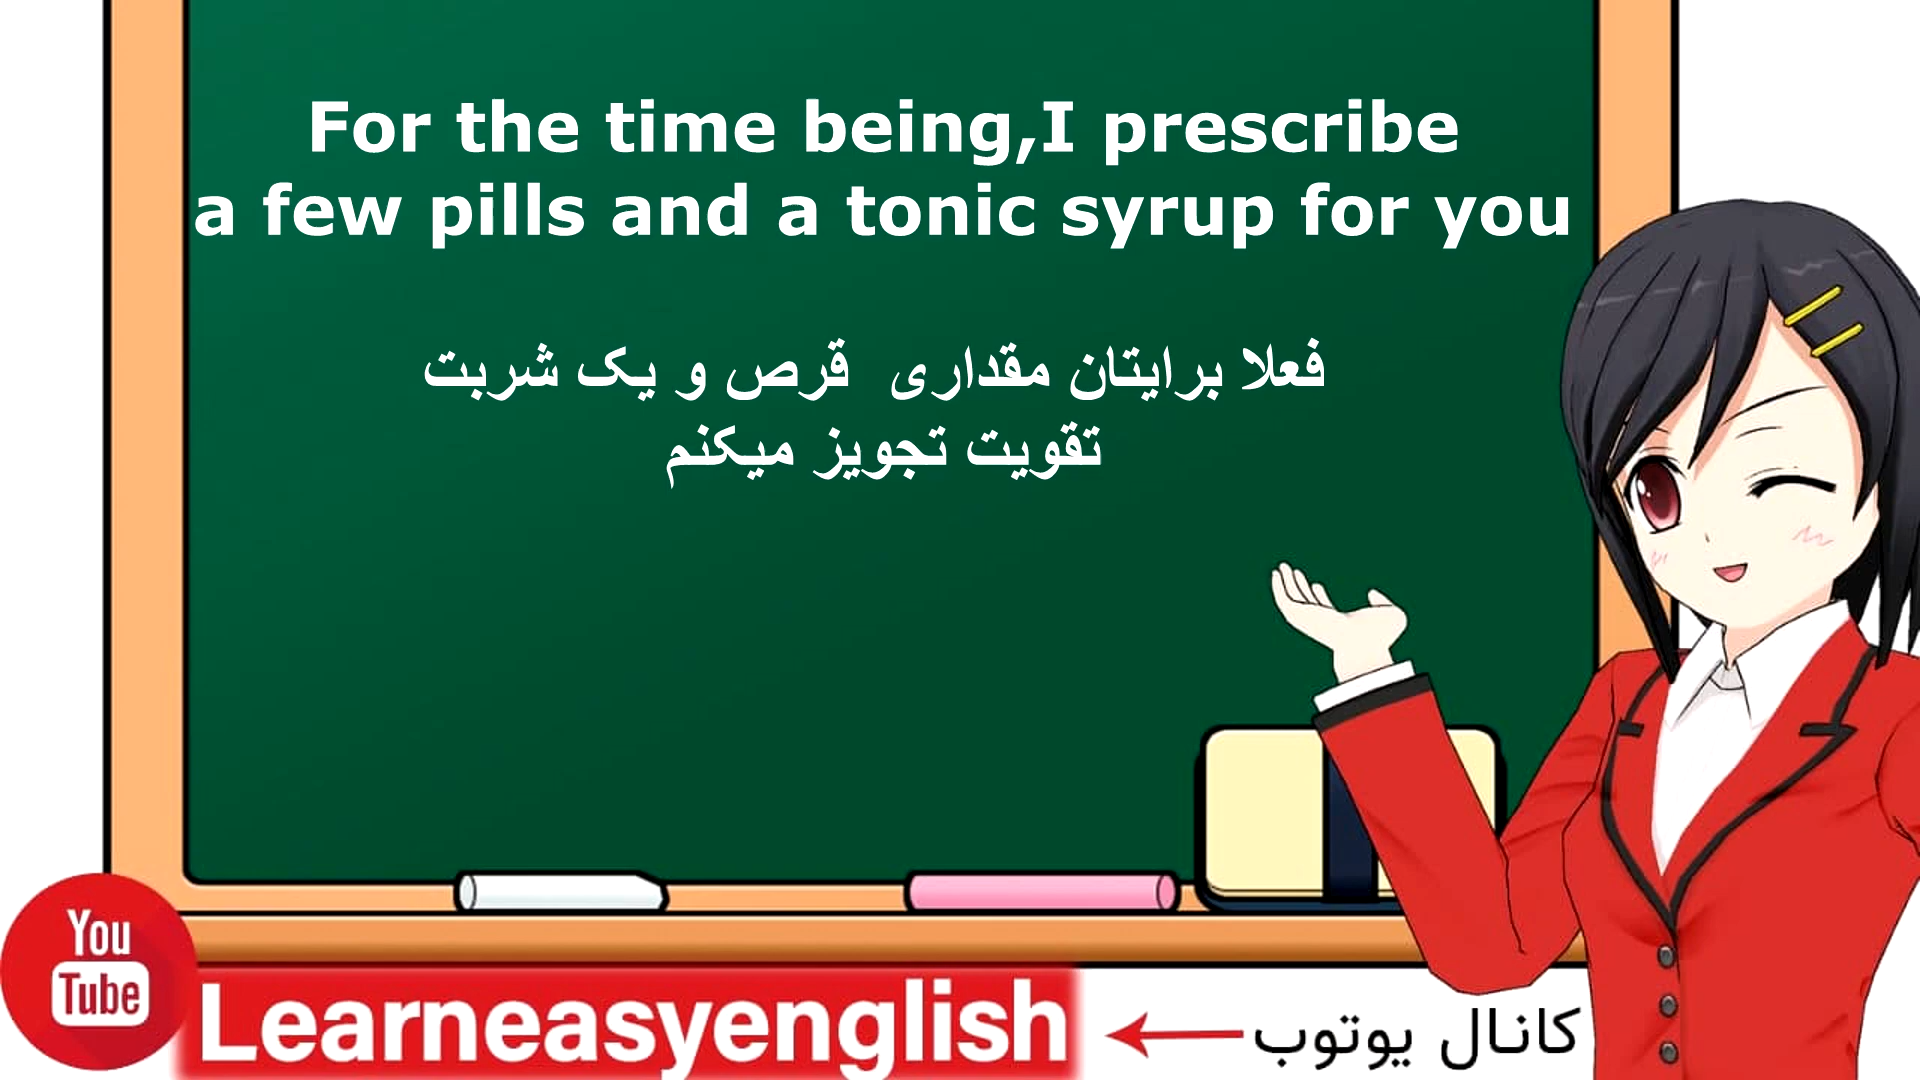 For the time being,I prescribe
a few pills and a tonic syrup for you
فعلا برایتان مقداری قرص و یک شربت
تقویت تجویز میکنم
You
Tube
Learneasyenglish
کانال یوتوب